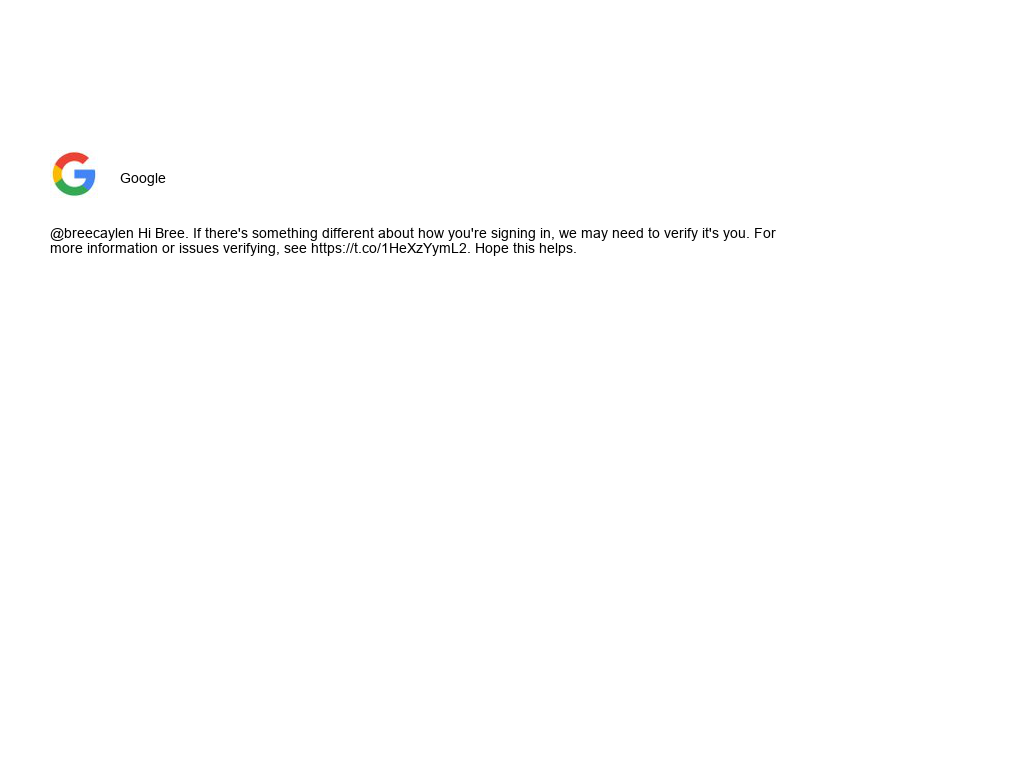 Google
@breecaylen Hi Bree. If there's something different about how you're signing in, we may need to verify it's you. For
more information or issues verifying, see https://t.co/1HeXzYymL2. Hope this helps.